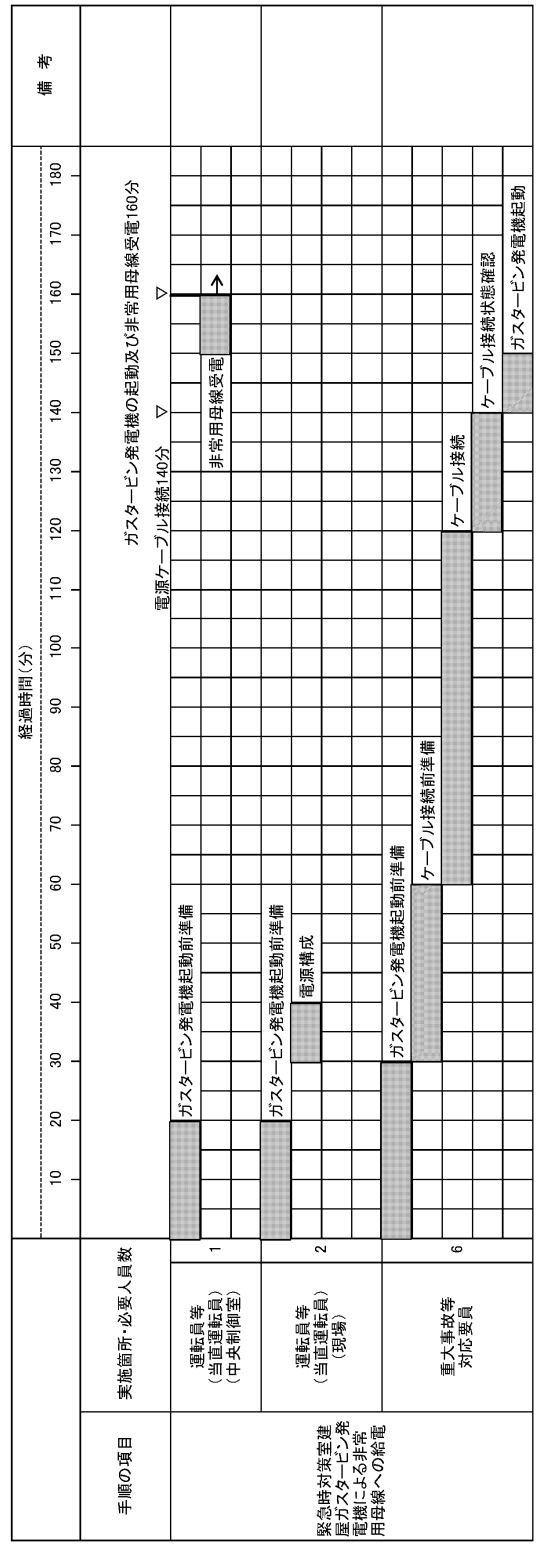 経過時間(分)
備 考
手順の項目
実施箇所・必要人員数
10
20
30
40
50
60
70
80
90
100
110
120
130
140
150
160
170
180
ガスタービン発電機の起動及び非常用母線受電160分
電源ケーブル接続140分
▽
▽
緊急時対策室建
屋ガスタービン発
電機による非常
用母線への給電
運転員等
(当直運転員)
(中央制御室)
1
ガスタービン発電機起動前準備
非常用母線受電
運転員等
(当直運転員)
(現場)
2
ガスタービン発電機起動前準備
電源構成
重大事故等
対応要員
6
ガスタービン発電機起動前準備
ケーブル接続前準備
ケーブル接続
ケーブル接続状態確認
ガスタービン発電機起動